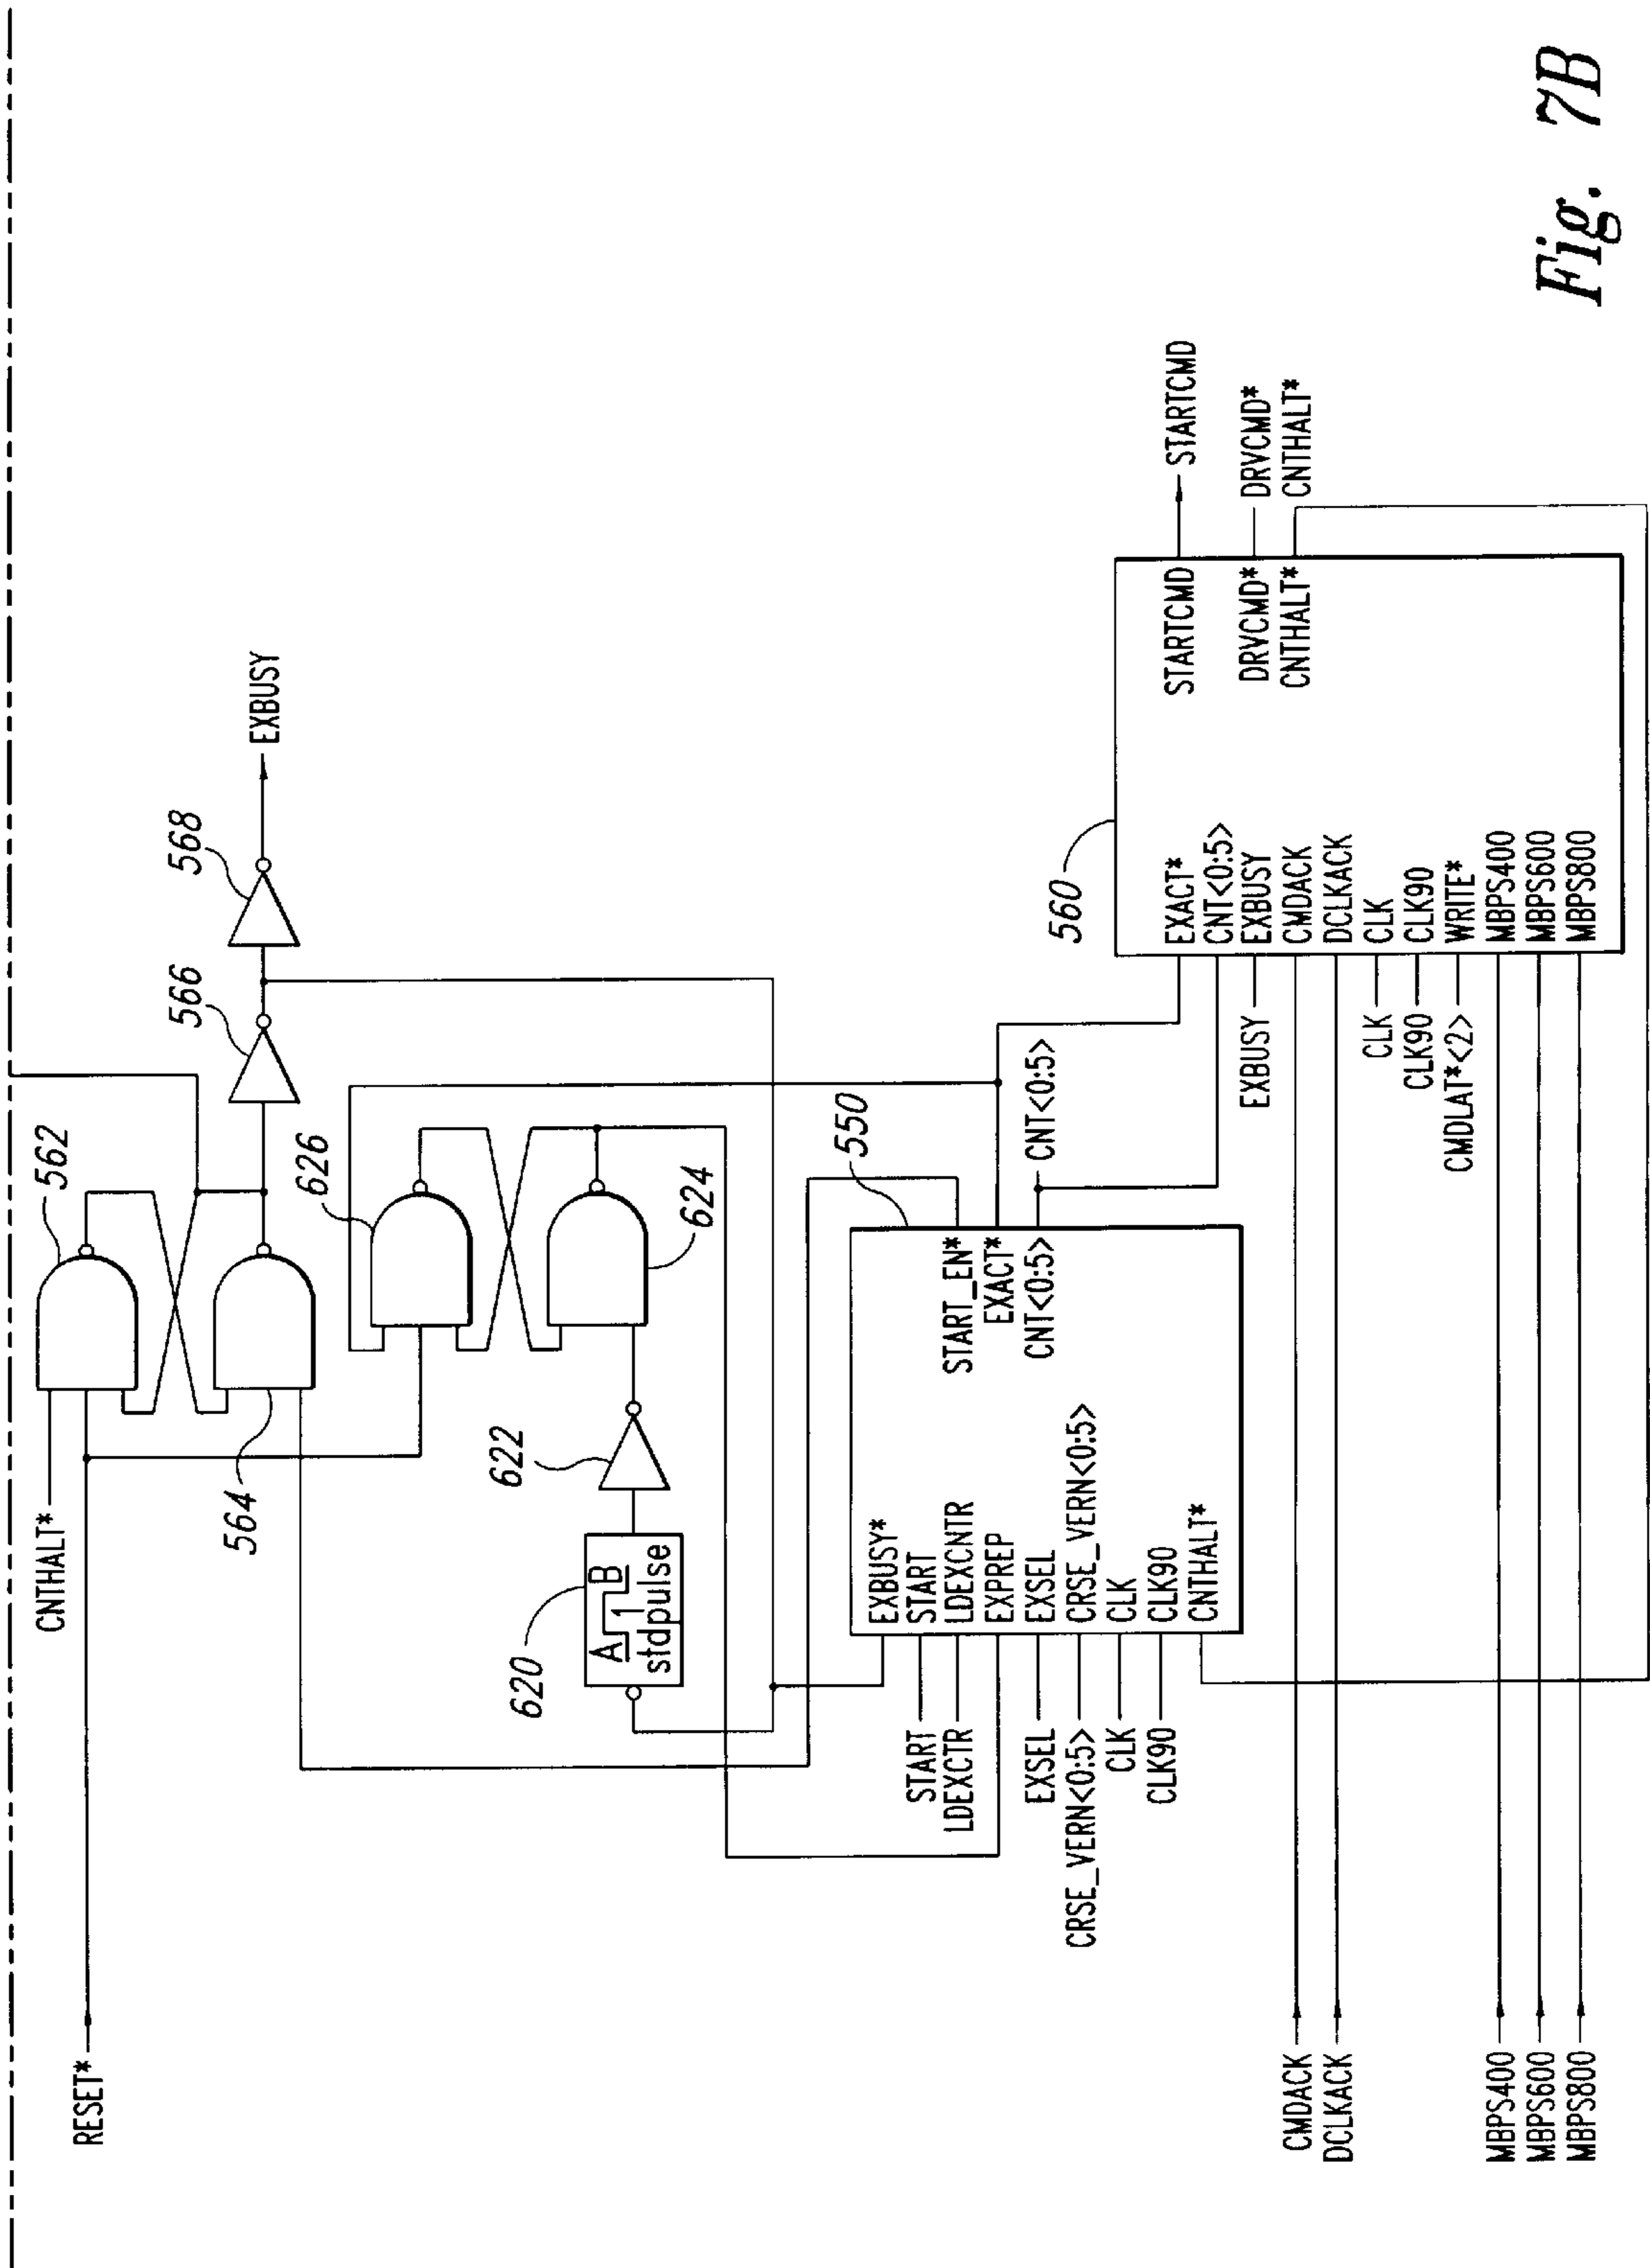 RESET*
CNTHALT*
562
564
566
568
EXBUSY
626
624
622
620
A 1 B
stdpulse
550
EXBUSY*
START
LDEXCNTR
EXPREP
EXSEL
CRSE_VERN<0:5>
CLK
CLK90
CNTHALT*
START_EN*
EXACT*
CNT<0:5>
START
LDEXCTR
EXSEL
CRSE_VERN<0:5>
CLK
CLK90
CNT<0:5>
560
EXACT*
CNT<0:5>
EXBUSY
CMDACK
DCLKACK
CLK
CLK90
WRITE*
MBPS400
MBPS600
MBPS800
STARTCMD
DRVCMD*
CNTHALT*
STARTCMD
DRVCMD*
CNTHALT*
EXBUSY
CLK
CLK90
CMDLAT*<2>
CMDACK
DCLKACK
MBPS400
MBPS600
MBPS800
Fig. 7B